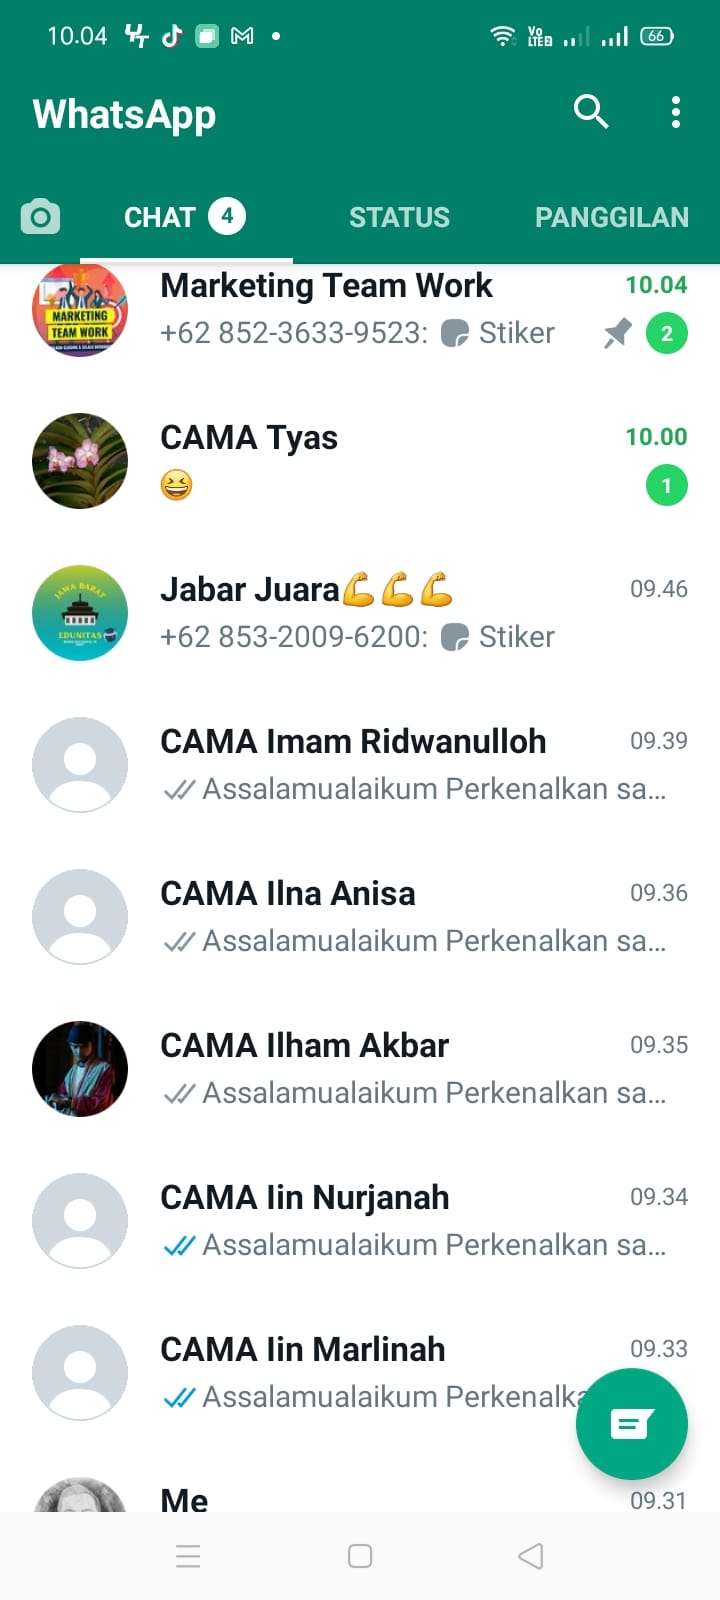 10.04
Vo
LTE2
66
WhatsApp
CHAT 4
STATUS
PANGGILAN
Marketing Team Work
10.04
MARKETING
TEAM WORK
+62 852-3633-9523: Stiker
2
CAMA Tyas
10.00
😆
1
Jabar Juara💪💪💪
09.46
JAWA BARAT
EDUNITAS
+62 853-2009-6200: Stiker
CAMA Imam Ridwanulloh
09.39
Assalamualaikum Perkenalkan sa...
CAMA Ilna Anisa
09.36
Assalamualaikum Perkenalkan sa...
CAMA Ilham Akbar
09.35
Assalamualaikum Perkenalkan sa...
CAMA Iin Nurjanah
09.34
Assalamualaikum Perkenalkan sa...
CAMA Iin Marlinah
09.33
Assalamualaikum Perkenalka
Me
09.31